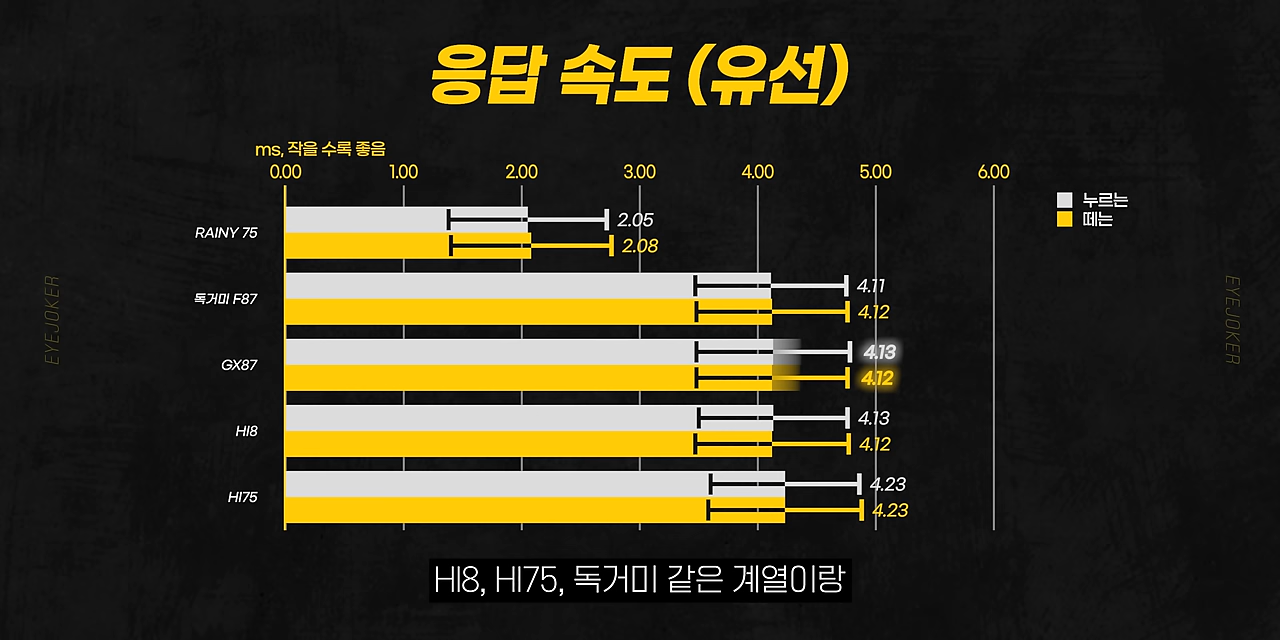 응답 속도 (유선)
ms, 작을 수록 좋음
0.00 1.00 2.00 3.00 4.00 5.00 6.00
누르는
떼는
RAINY 75 2.05
2.08
독거미 F87 4.11
4.12
GX87 4.13
4.12
HI8 4.13
4.12
HI75 4.23
4.23
EYEJOKER
EYEJOKER
HI8, HI75, 독거미 같은 계열이랑